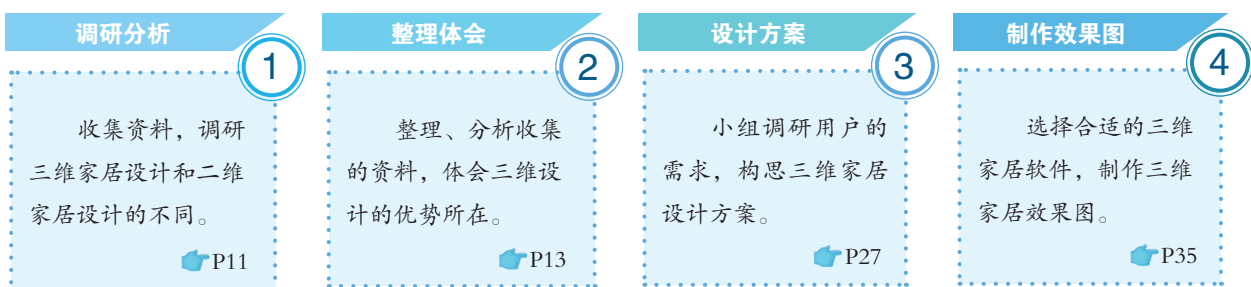 调研分析
1
收集资料，调研
三维家居设计和二维
家居设计的不同。
P11
整理体会
2
整理、分析收集
的资料，体会三维设
计的优势所在。
P13
设计方案
3
小组调研用户的
需求，构思三维家居
设计方案。
P27
制作效果图
4
选择合适的三维
家居软件，制作三维
家居效果图。
P35